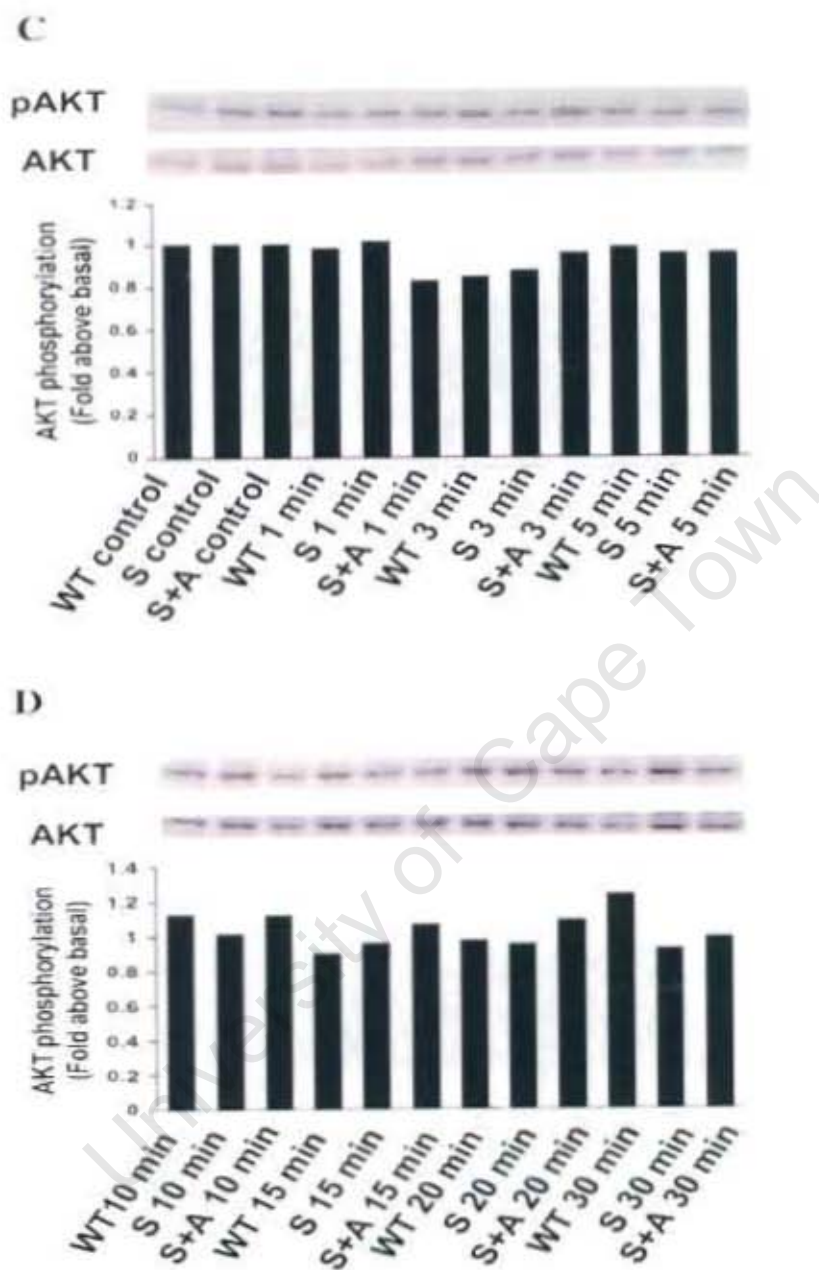 C
pAKT
AKT
AKT phosphorylation
(Fold above basal)
1.2
1
0.8
0.6
0.4
0.2
0
WT control
S control
S+A control
WT 1 min
S 1 min
S+A 1 min
WT 3 min
S 3 min
S+A 3 min
WT 5 min
S 5 min
S+A 5 min
D
pAKT
AKT
AKT phosphorylation
(Fold above basal)
1.4
1.2
1
0.8
0.6
0.4
0.2
0
WT10 min
S 10 min
S+A 10 min
WT 15 min
S 15 min
S+A 15 min
WT 20 min
S 20 min
S+A 20 min
WT 30 min
S 30 min
S+A 30 min
University of Cape Town